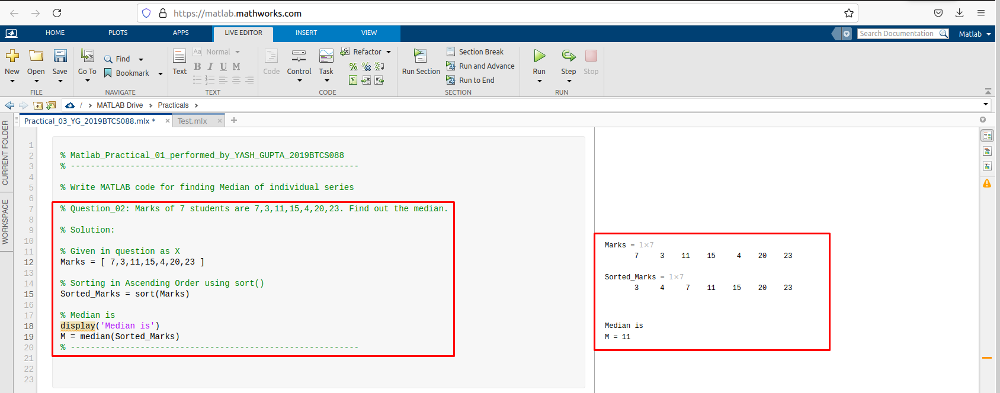 https://matlab.mathworks.com
HOME PLOTS APPS LIVE EDITOR INSERT VIEW
Search Documentation Matlab
New Open Save
FILE
Go To Find Bookmark
NAVIGATE
Text Aa Normal
B I U M
TEXT
Code Control Task Refactor
CODE
Run Section Section Break
Run and Advance
Run to End
SECTION
Run Step Stop
RUN
/ > MATLAB Drive > Practicals >
CURRENT FOLDER
WORKSPACE
Practical_03_YG_2019BTCS088.mlx * × Test.mlx × +
1
2 % Matlab_Practical_01_performed_by_YASH_GUPTA_2019BTCS088
3 % ----------------------------------------------------------
4
5 % Write MATLAB code for finding Median of individual series
6
7 % Question_02: Marks of 7 students are 7,3,11,15,4,20,23. Find out the median.
8
9 % Solution:
10
11 % Given in question as X
12 Marks = [ 7,3,11,15,4,20,23 ]
13
14 % Sorting in Ascending Order using sort()
15 Sorted_Marks = sort(Marks)
16
17 % Median is
18 display('Median is')
19 M = median(Sorted_Marks)
20 % ----------------------------------------------------------
21
22
23
Marks = 1×7
7 3 11 15 4 20 23
Sorted_Marks = 1×7
3 4 7 11 15 20 23
Median is
M = 11